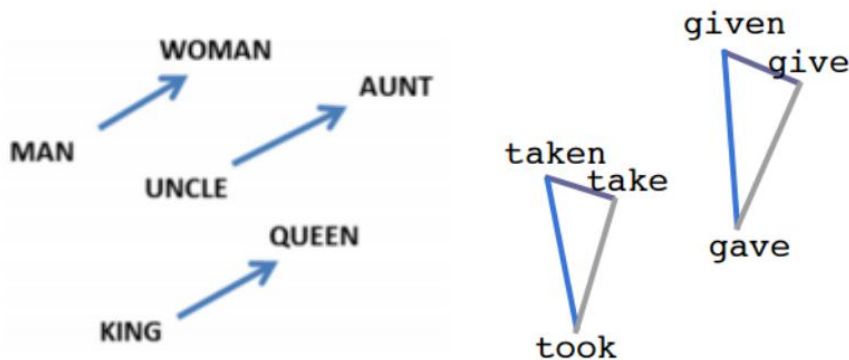 WOMAN
AUNT
MAN
UNCLE
QUEEN
KING
given
give
taken
take
gave
took